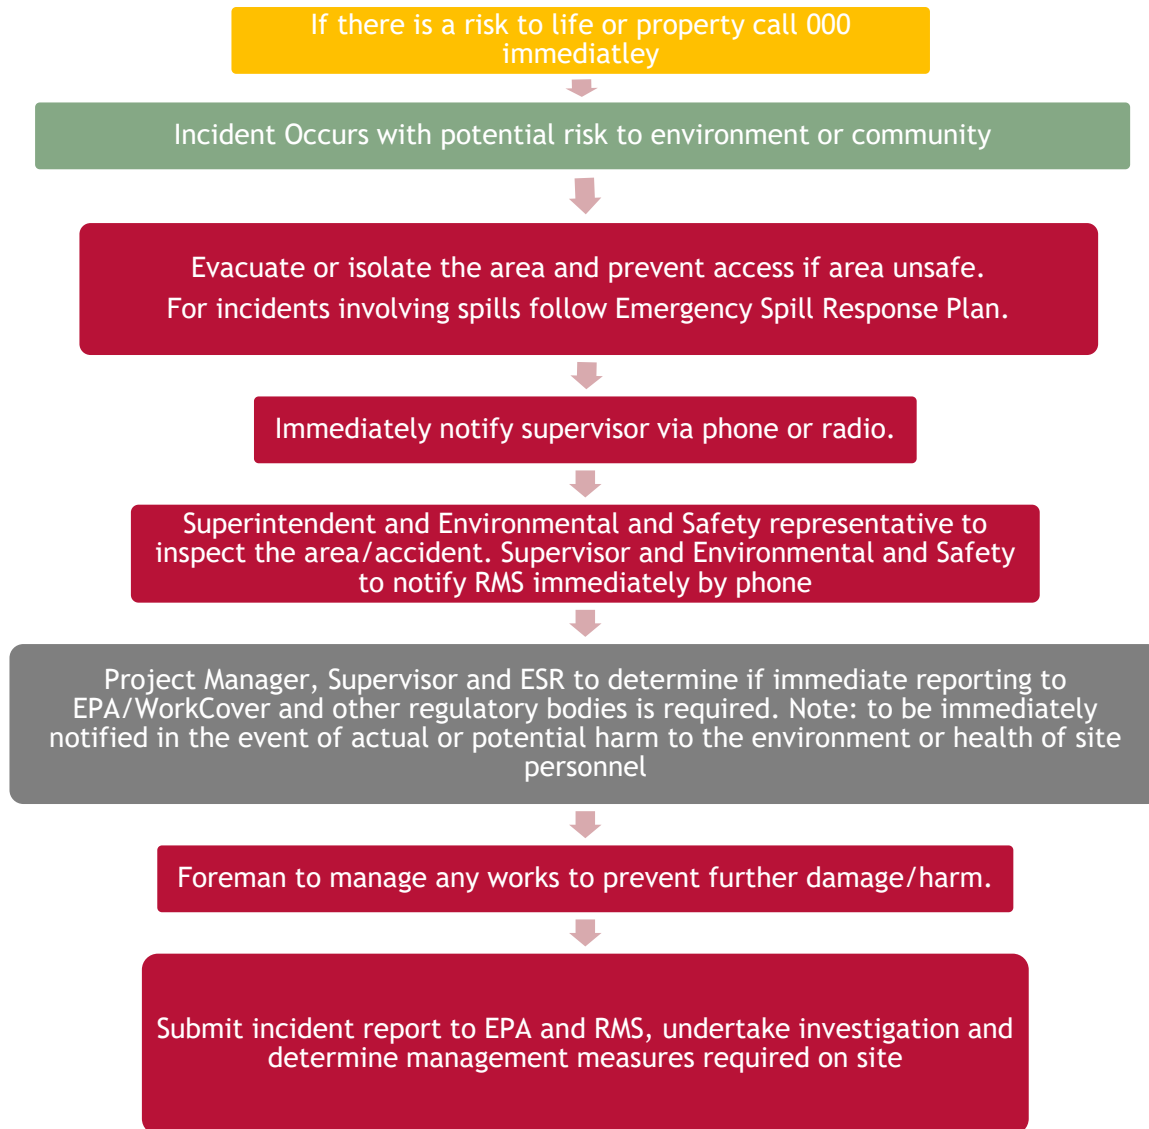 If there is a risk to life or property call 000
immediatley
Incident Occurs with potential risk to environment or community
Evacuate or isolate the area and prevent access if area unsafe.
For incidents involving spills follow Emergency Spill Response Plan.
Immediately notify supervisor via phone or radio.
Superintendent and Environmental and Safety representative to
inspect the area/accident. Supervisor and Environmental and Safety
to notify RMS immediately by phone
Project Manager, Supervisor and ESR to determine if immediate reporting to
EPA/WorkCover and other regulatory bodies is required. Note: to be immediately
notified in the event of actual or potential harm to the environment or health of site
personnel
Foreman to manage any works to prevent further damage/harm.
Submit incident report to EPA and RMS, undertake investigation and
determine management measures required on site